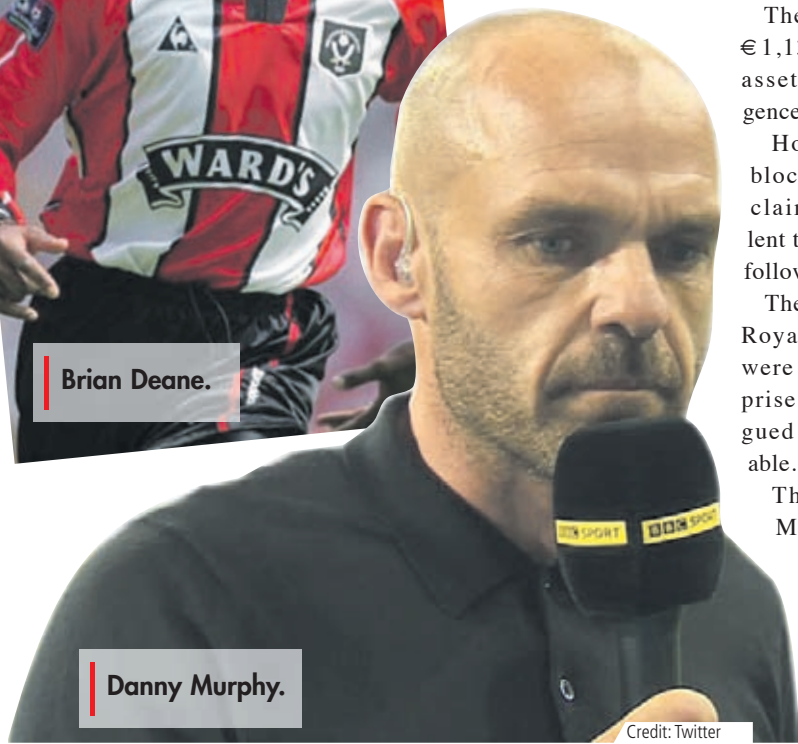 WARD'S
Brian Deane.
BBC SPORT
BBC SPORT
Danny Murphy.
Credit: Twitter
The
€1,1
asset
gence
Ho
bloc
clai
lent t
follow
The
Roya
were
prise
gued
able.
Th
M